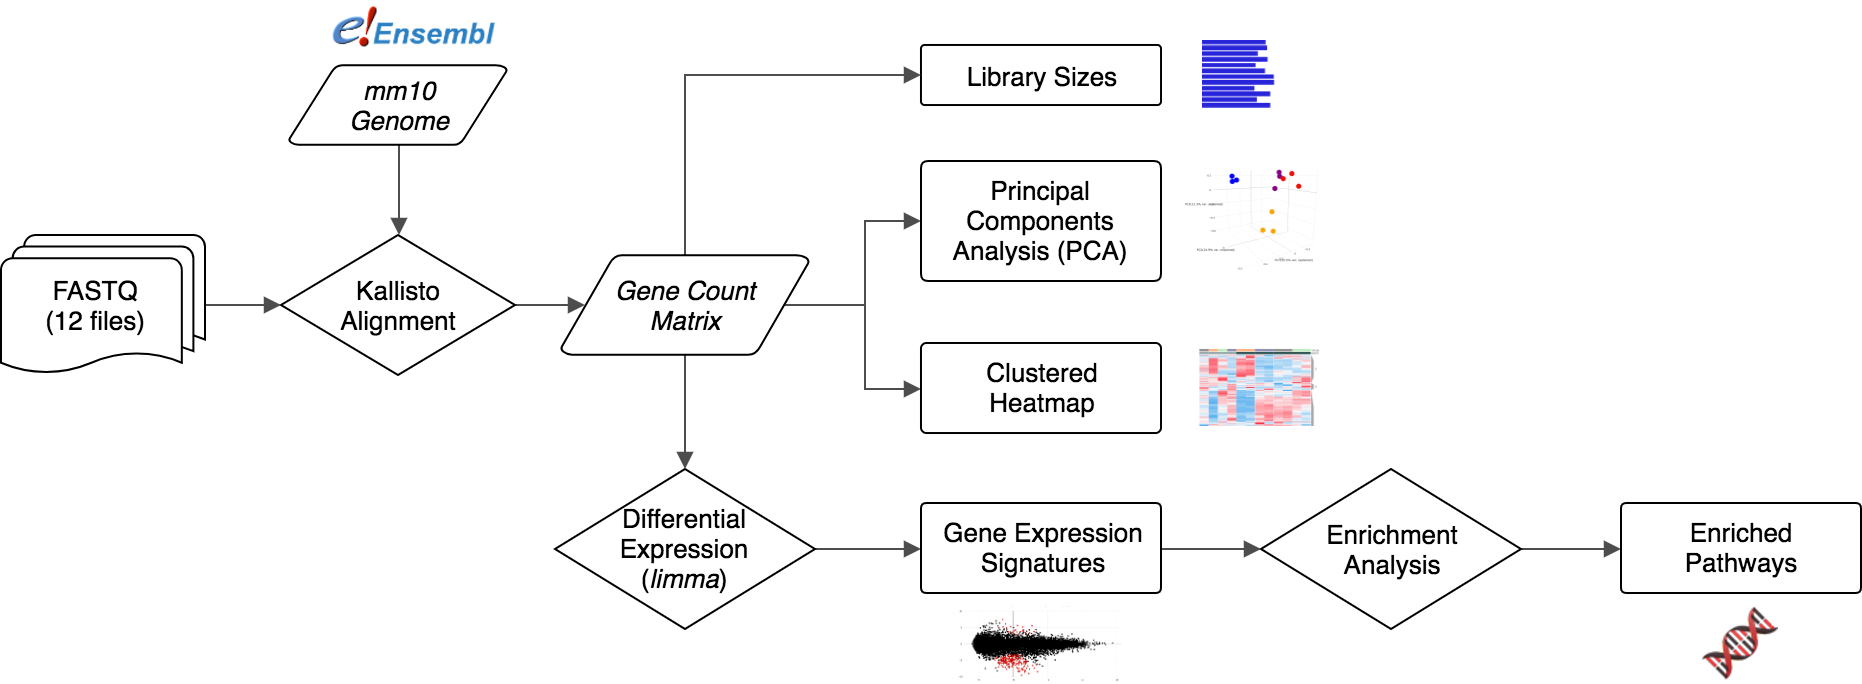 e!Ensembl
mm10
Genome
FASTQ
(12 files)
Kallisto
Alignment
Gene Count
Matrix
Library Sizes
Principal
Components
Analysis (PCA)
Clustered
Heatmap
Differential
Expression
(limma)
Gene Expression
Signatures
Enrichment
Analysis
Enriched
Pathways